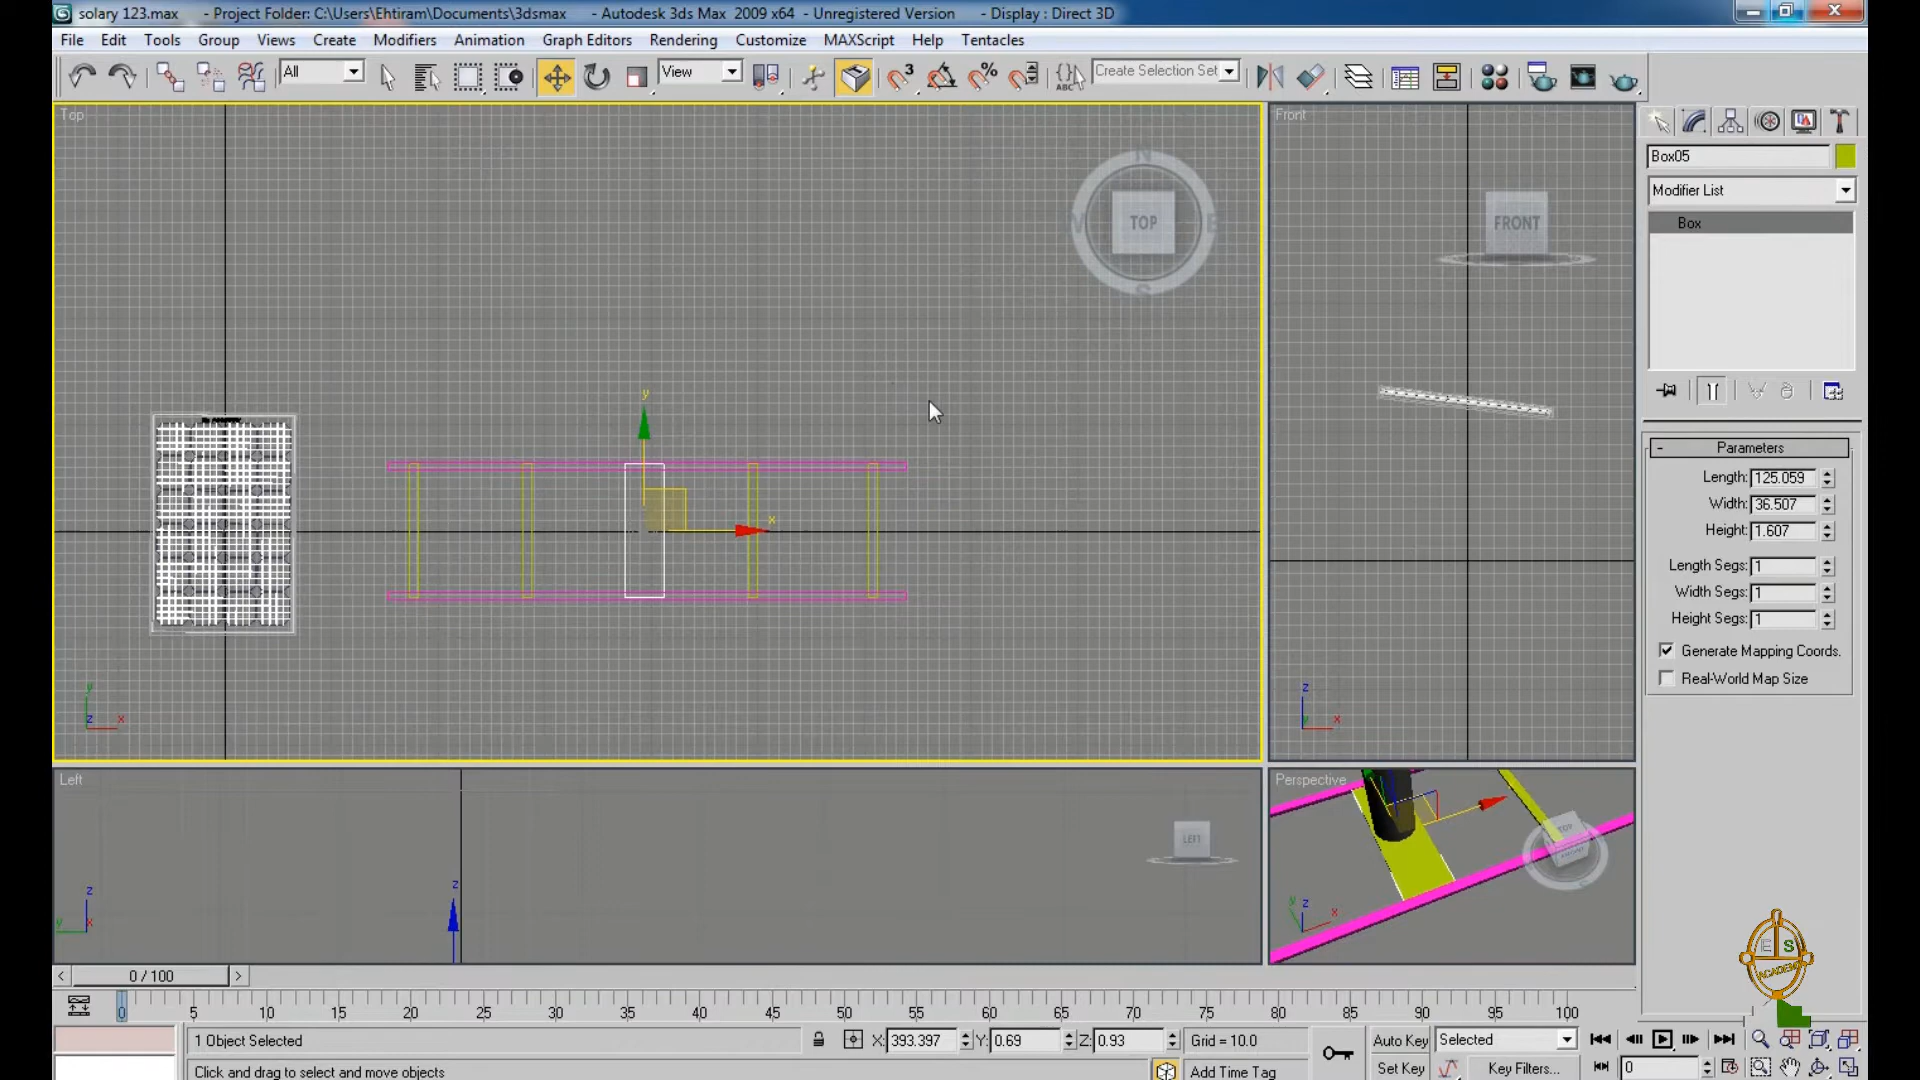 solary 123.max - Project Folder: C:\Users\Ehtiram\Documents\3dsmax - Autodesk 3ds Max 2009 x64 - Unregistered Version - Display : Direct 3D
File Edit Tools Group Views Create Modifiers Animation Graph Editors Rendering Customize MAXScript Help Tentacles
All View 3 % ABC Create Selection Set
Top
Front
N
W TOP E
S
FRONT
Box05
Modifier List
Box
- Parameters
Length: 125.059
Width: 36.507
Height: 1.607
Length Segs: 1
Width Segs: 1
Height Segs: 1
Generate Mapping Coords.
Real-World Map Size
y
x
y
z x
z
y x
Left
LEFT
z
z
y x
Perspective
TOP
z
y x
E S
ACADEMY
< 0 / 100 >
0 5 10 15 20 25 30 35 40 45 50 55 60 65 70 75 80 85 90 95 100
1 Object Selected X: 393.397 Y: 0.69 Z: 0.93 Grid = 10.0 Auto Key Selected
Click and drag to select and move objects Add Time Tag Set Key Key Filters... 0